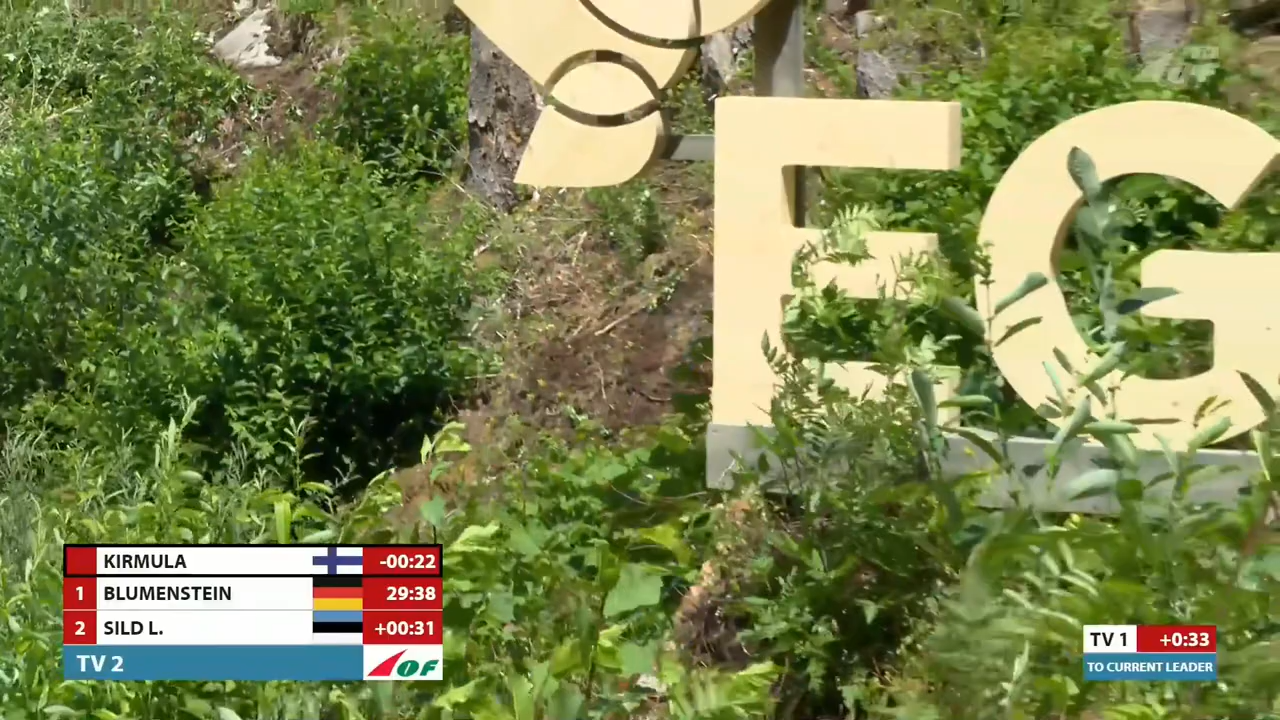 EG
KIRMULA -00:22
1 BLUMENSTEIN 29:38
2 SILD L. +00:31
TV 2 IOF
TV 1 +0:33
TO CURRENT LEADER